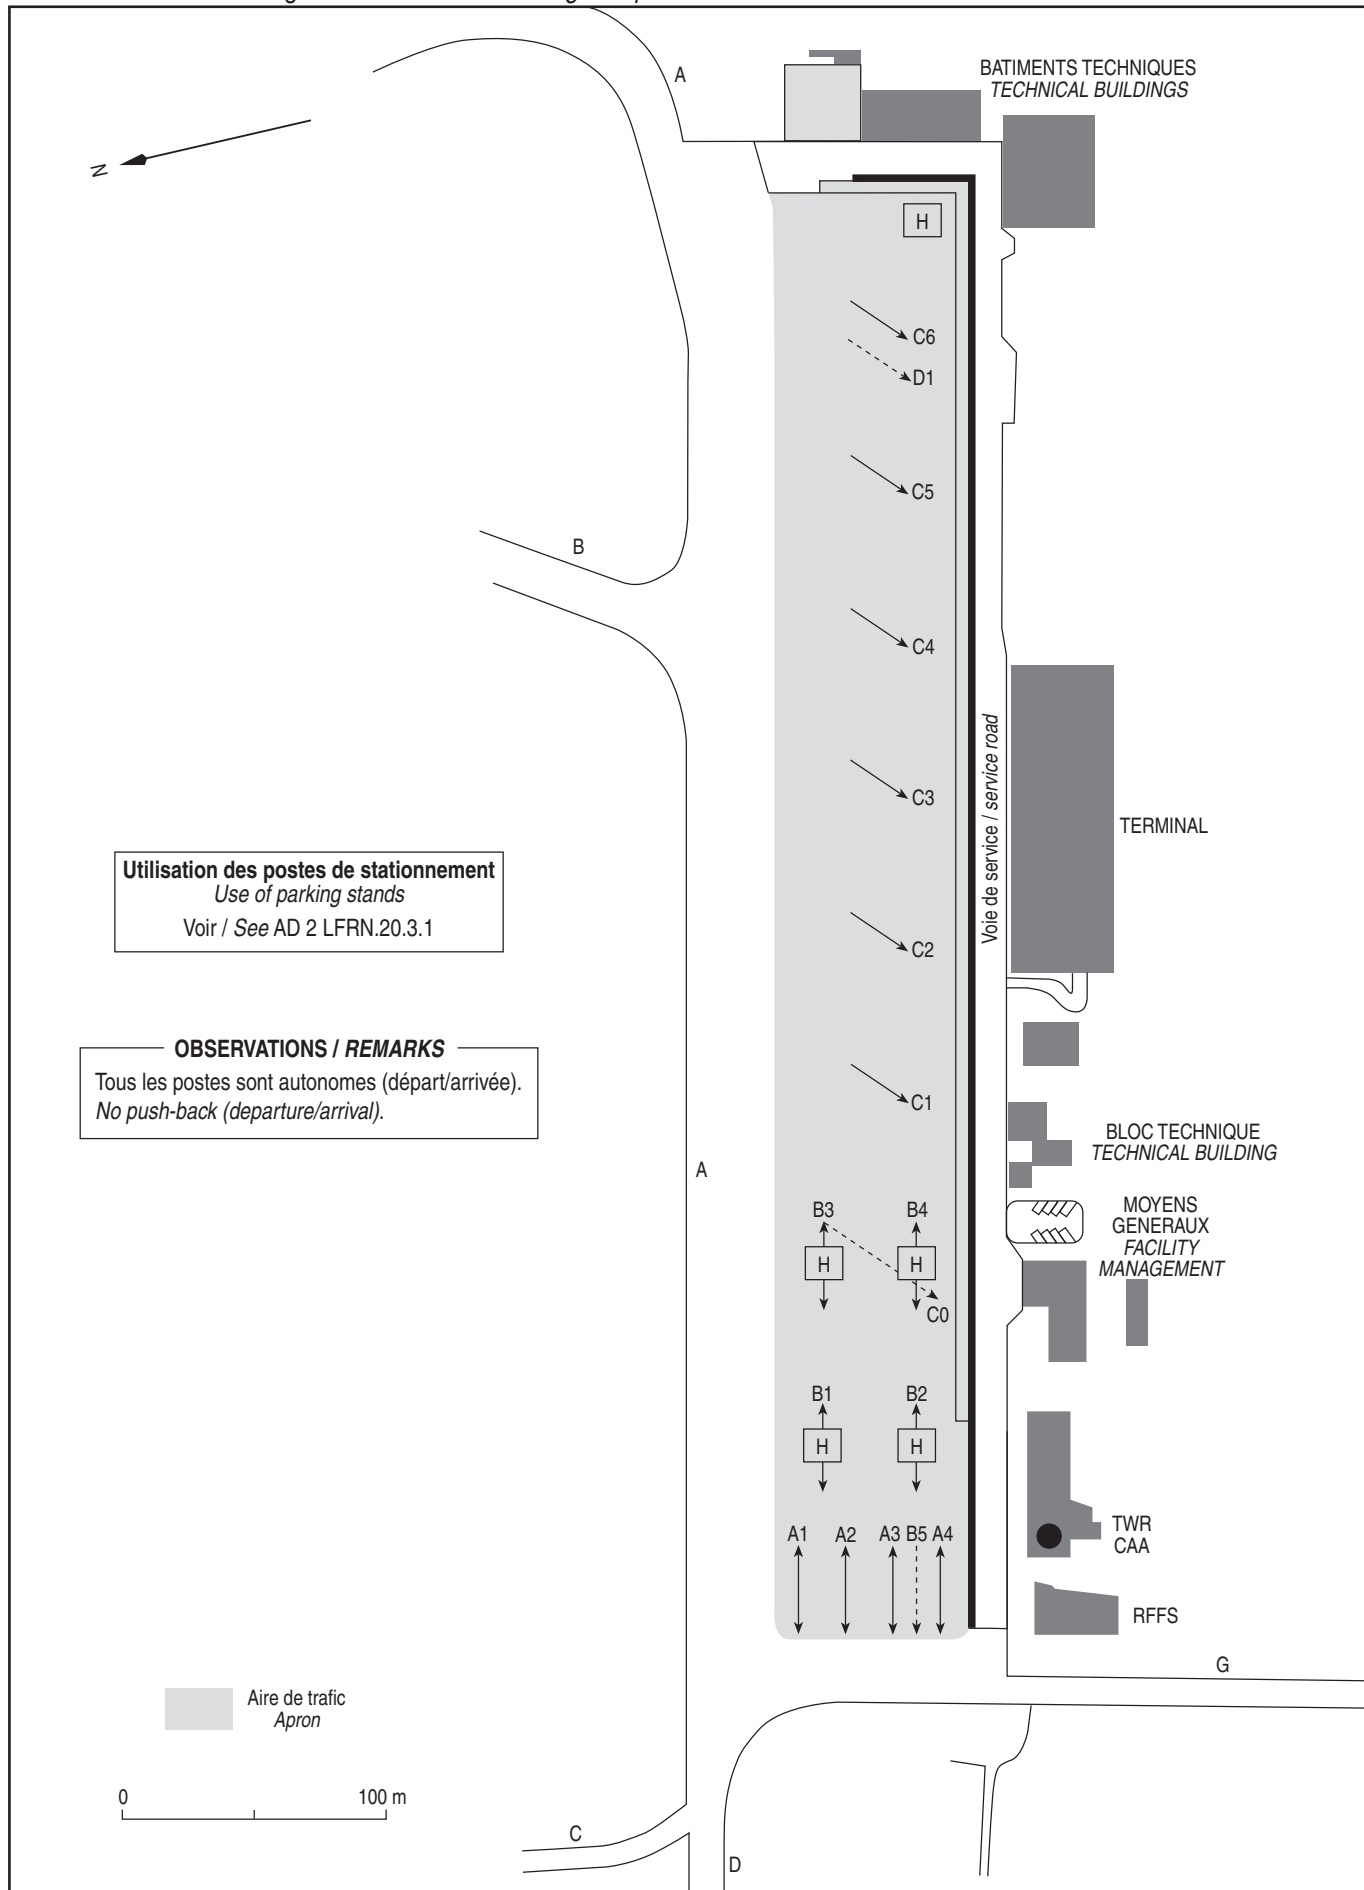 A
BATIMENTS TECHNIQUES
TECHNICAL BUILDINGS
N
H
C6
D1
C5
B
C4
C3
Voie de service / service road
TERMINAL
Utilisation des postes de stationnement
Use of parking stands
Voir / See AD 2 LFRN.20.3.1
C2
OBSERVATIONS / REMARKS
Tous les postes sont autonomes (départ/arrivée).
No push-back (departure/arrival).
C1
BLOC TECHNIQUE
TECHNICAL BUILDING
A
B3 B4
MOYENS
GENERAUX
FACILITY
MANAGEMENT
H H
C0
B1 B2
H H
A1 A2 A3 B5 A4
TWR
CAA
RFFS
G
Aire de trafic
Apron
0 100 m
C
D